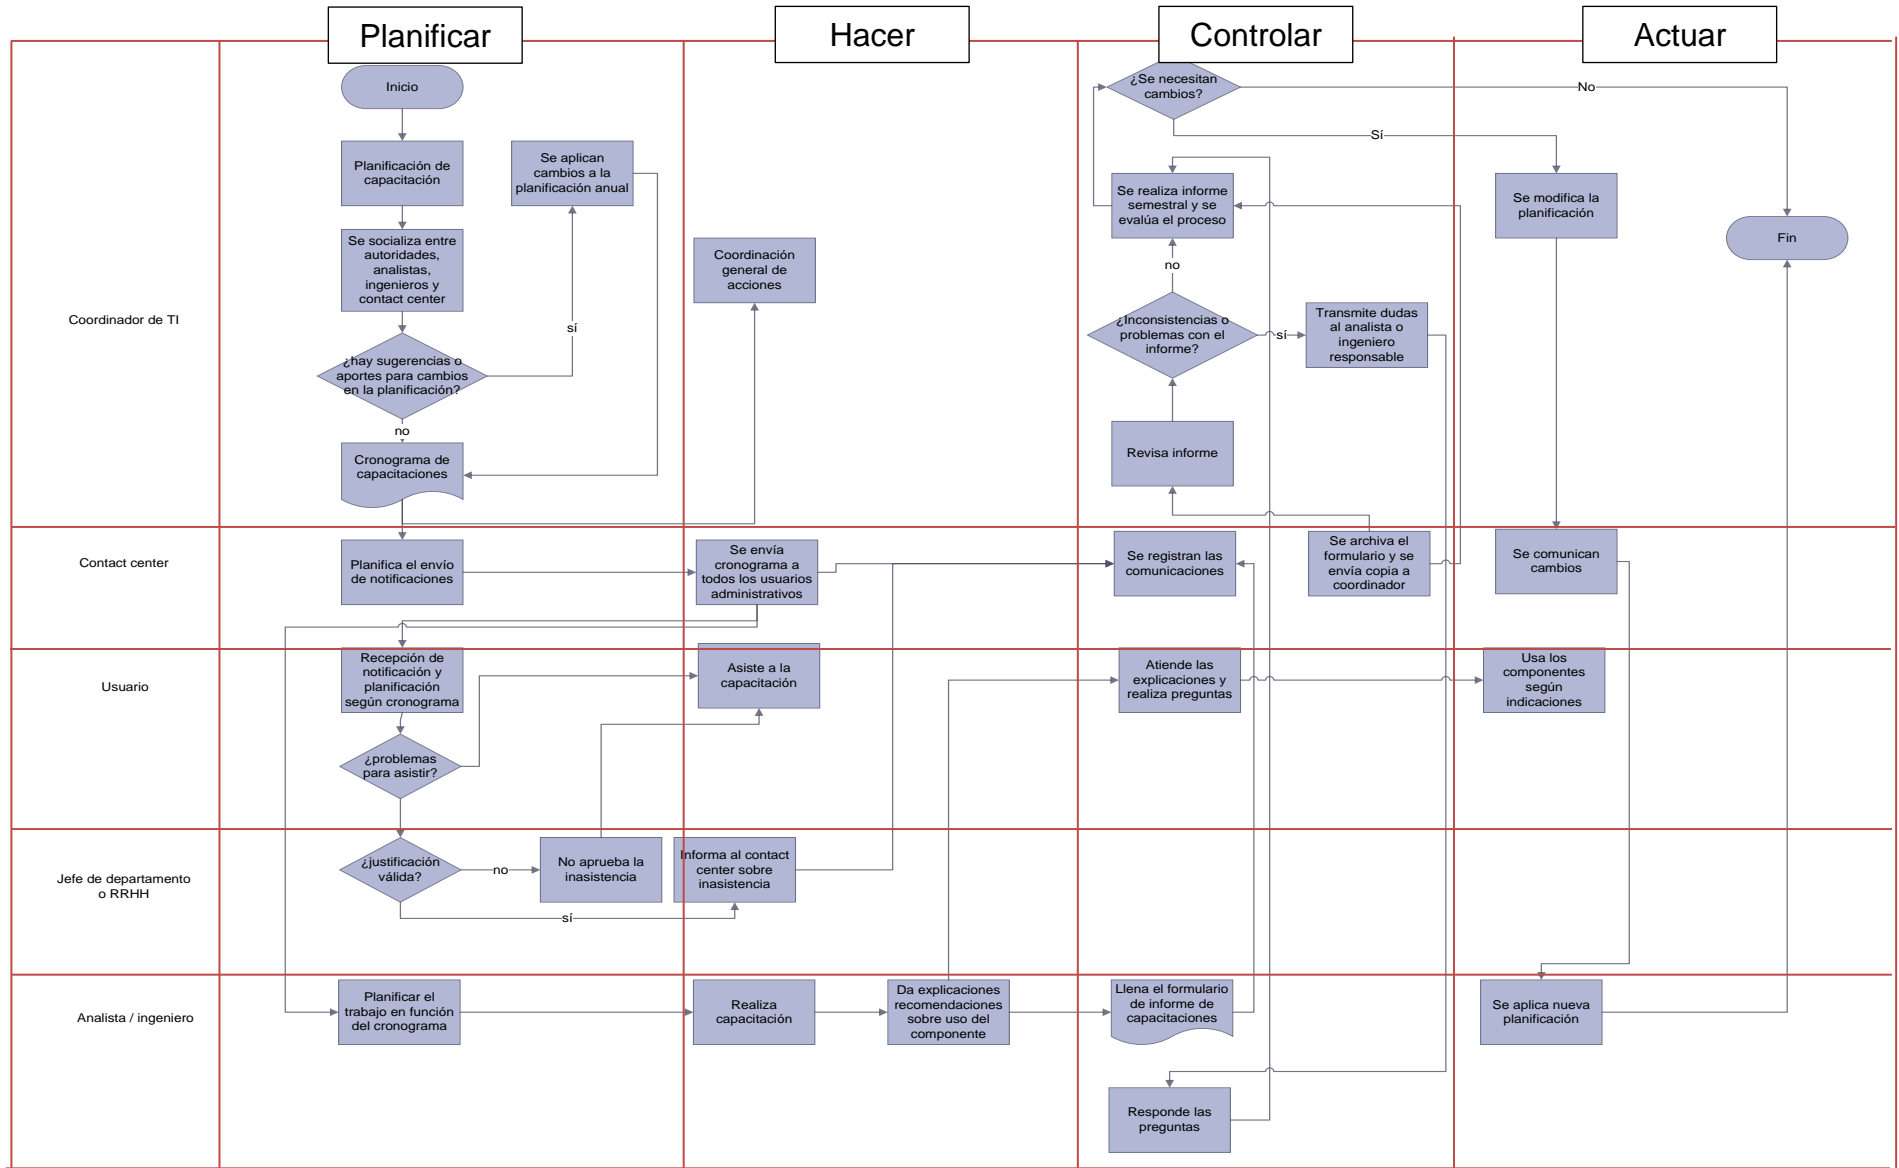 Planificar
Hacer
Controlar
Actuar
Coordinador de TI
Inicio
Planificación de
capacitación
Se socializa entre
autoridades,
analistas,
ingenieros y
contact center
¿hay sugerencias o
aportes para cambios
en la planificación?
no
sí
Se aplican
cambios a la
planificación anual
Cronograma de
capacitaciones
Coordinación
general de
acciones
¿Se necesitan
cambios?
No
Sí
Se realiza informe
semestral y se
evalúa el proceso
no
¿Inconsistencias o
problemas con el
informe?
sí
Transmite dudas
al analista o
ingeniero
responsable
Revisa informe
Se modifica la
planificación
Fin
Contact center
Planifica el envío
de notificaciones
Se envía
cronograma a
todos los usuarios
administrativos
Se registran las
comunicaciones
Se archiva el
formulario y se
envía copia a
coordinador
Se comunican
cambios
Usuario
Recepción de
notificación y
planificación
según cronograma
¿problemas
para asistir?
Asiste a la
capacitación
Atiende las
explicaciones y
realiza preguntas
Usa los
componentes
según
indicaciones
Jefe de departamento
o RRHH
¿justificación
válida?
no
sí
No aprueba la
inasistencia
Informa al contact
center sobre
inasistencia
Analista / ingeniero
Planificar el
trabajo en función
del cronograma
Realiza
capacitación
Da explicaciones
recomendaciones
sobre uso del
componente
Llena el formulario
de informe de
capacitaciones
Responde las
preguntas
Se aplica nueva
planificación